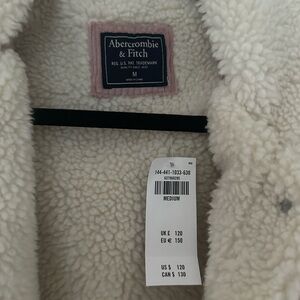 Abercrombie
& Fitch
REG. U.S. PAT. TRADEMARK
M
144-441-1033-630
MEDIUM
UK £ 120
EU € 150
US $ 120
CAN $ 130